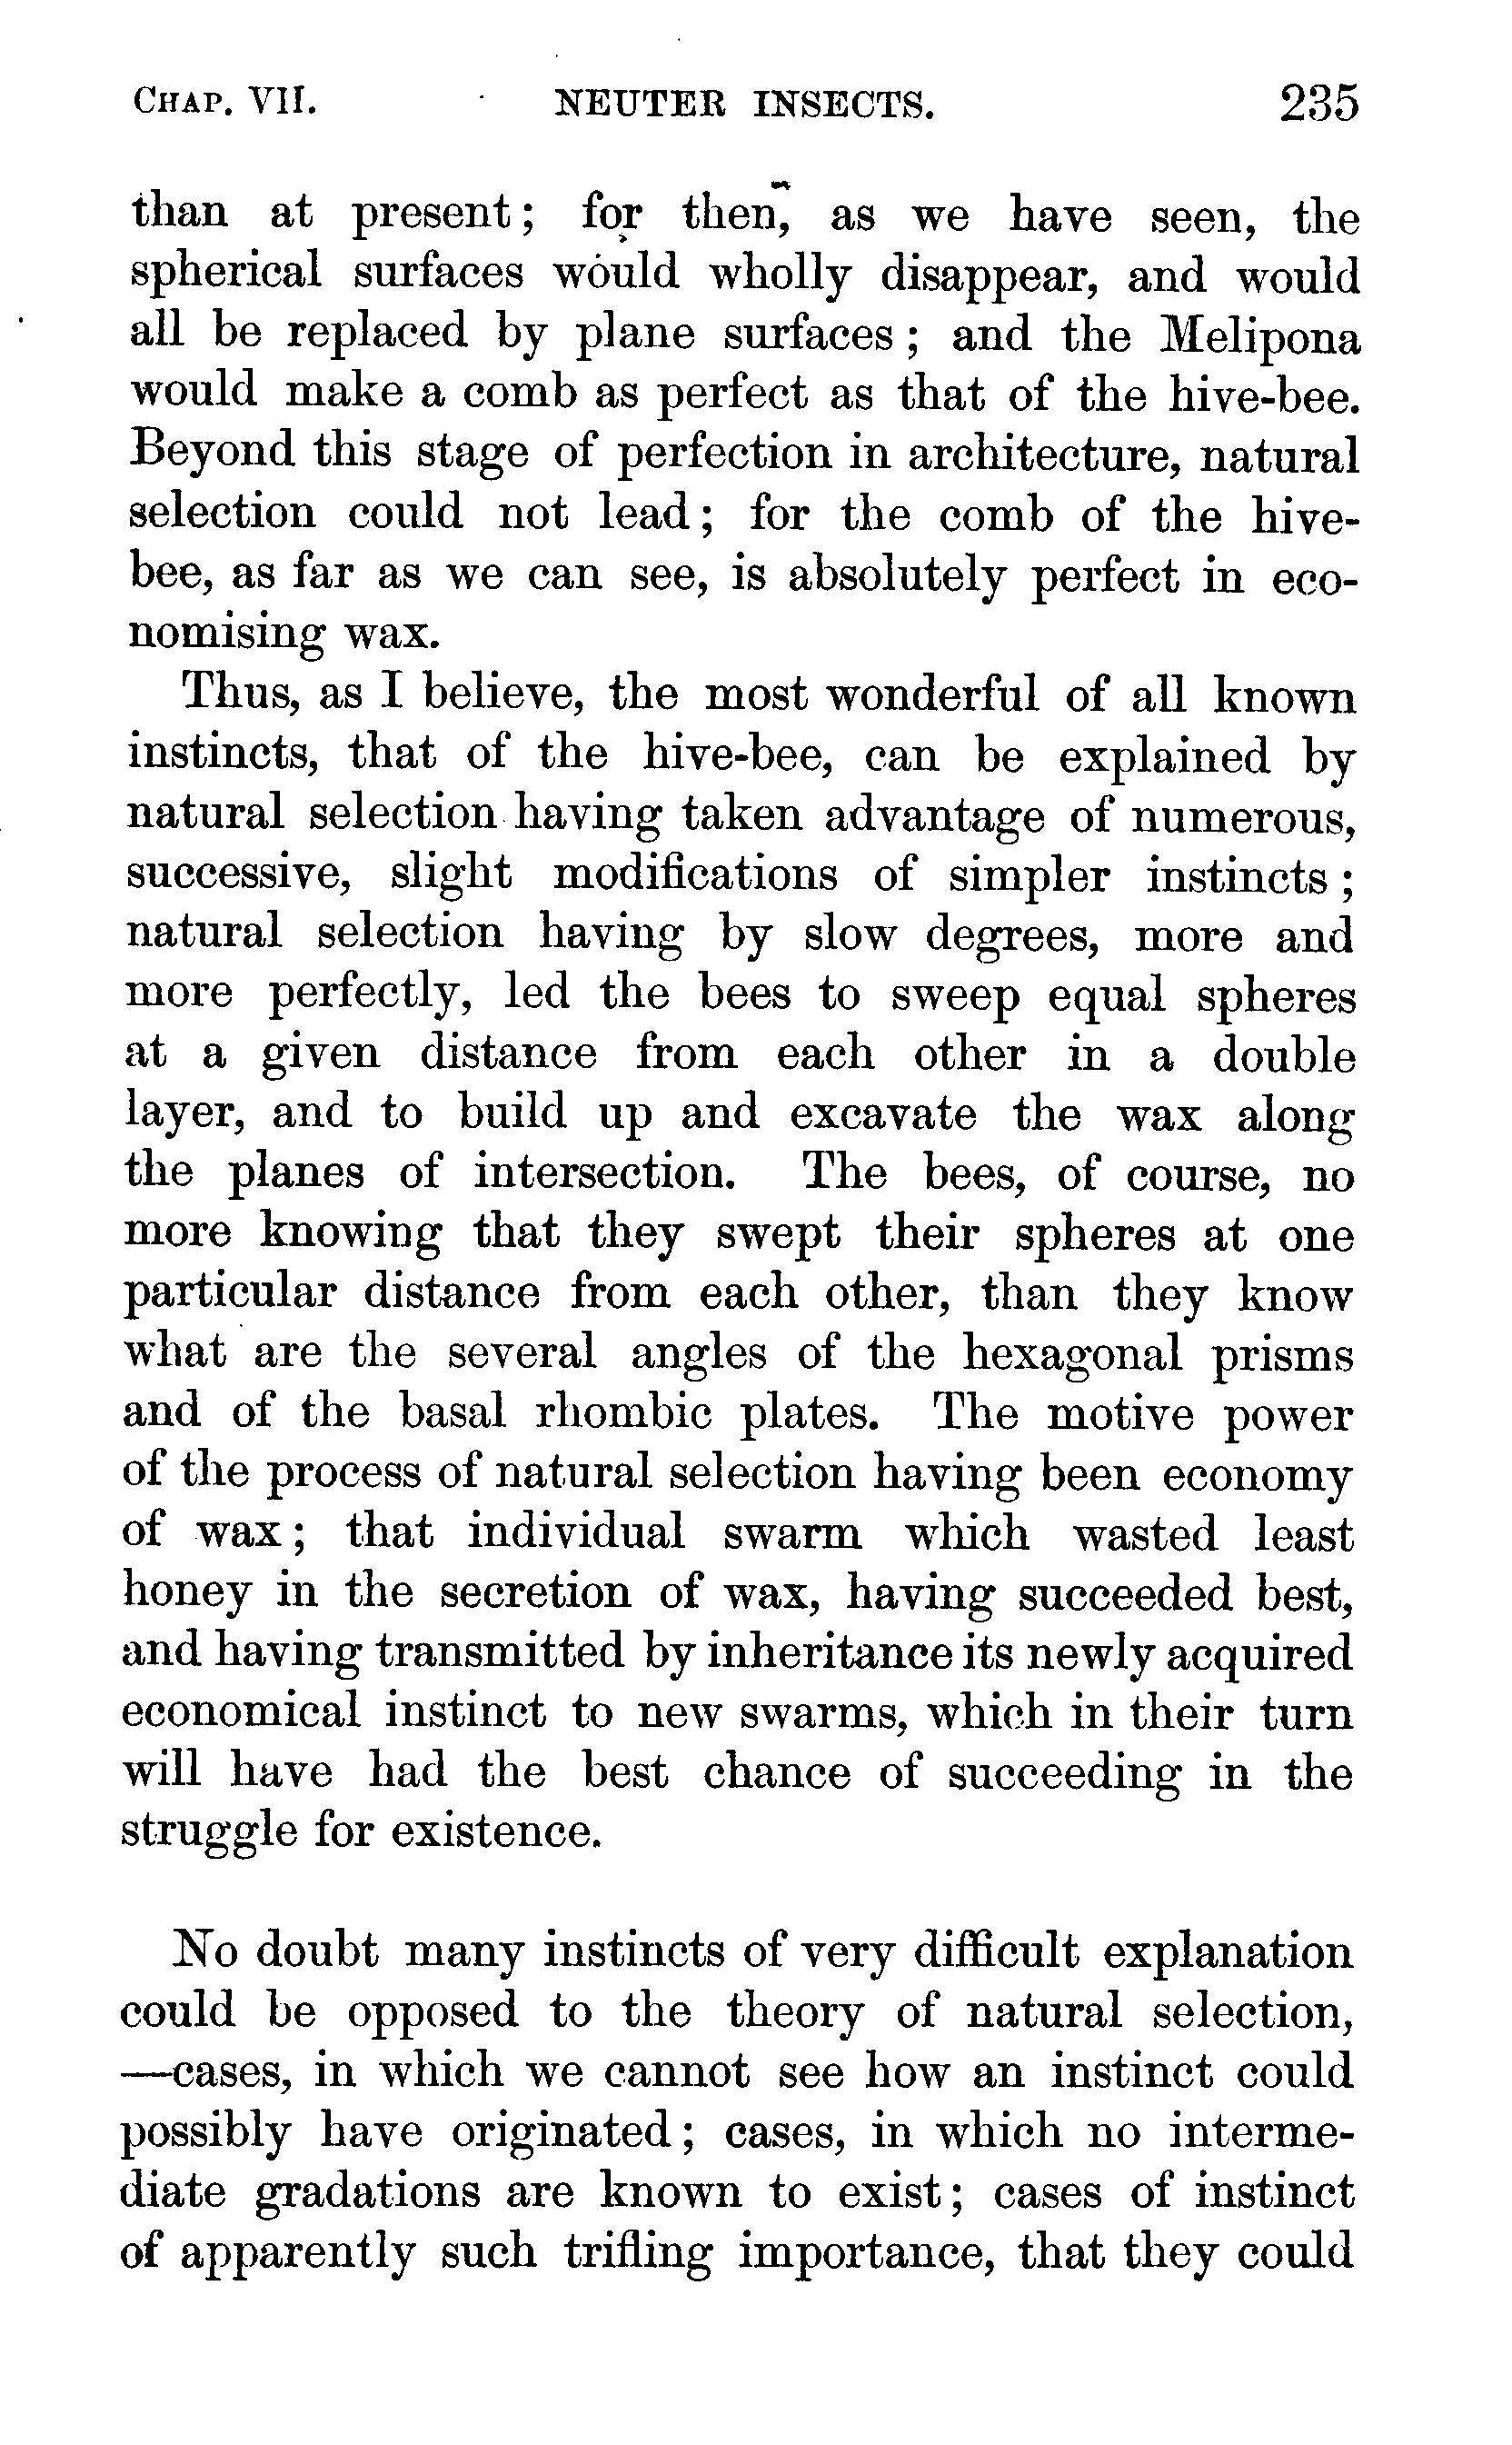 CHAP. VII. NEUTER INSECTS. 235
than at present; for then, as we have seen, the
spherical surfaces would wholly disappear, and would
all be replaced by plane surfaces; and the Melipona
would make a comb as perfect as that of the hive-bee.
Beyond this stage of perfection in architecture, natural
selection could not lead; for the comb of the hive-
bee, as far as we can see, is absolutely perfect in eco-
nomising wax.
Thus, as I believe, the most wonderful of all known
instincts, that of the hive-bee, can be explained by
natural selection having taken advantage of numerous,
successive, slight modifications of simpler instincts;
natural selection having by slow degrees, more and
more perfectly, led the bees to sweep equal spheres
at a given distance from each other in a double
layer, and to build up and excavate the wax along
the planes of intersection. The bees, of course, no
more knowing that they swept their spheres at one
particular distance from each other, than they know
what are the several angles of the hexagonal prisms
and of the basal rhombic plates. The motive power
of the process of natural selection having been economy
of wax; that individual swarm which wasted least
honey in the secretion of wax, having succeeded best,
and having transmitted by inheritance its newly acquired
economical instinct to new swarms, which in their turn
will have had the best chance of succeeding in the
struggle for existence.
No doubt many instincts of very difficult explanation
could be opposed to the theory of natural selection,
—cases, in which we cannot see how an instinct could
possibly have originated; cases, in which no interme-
diate gradations are known to exist; cases of instinct
of apparently such trifling importance, that they could